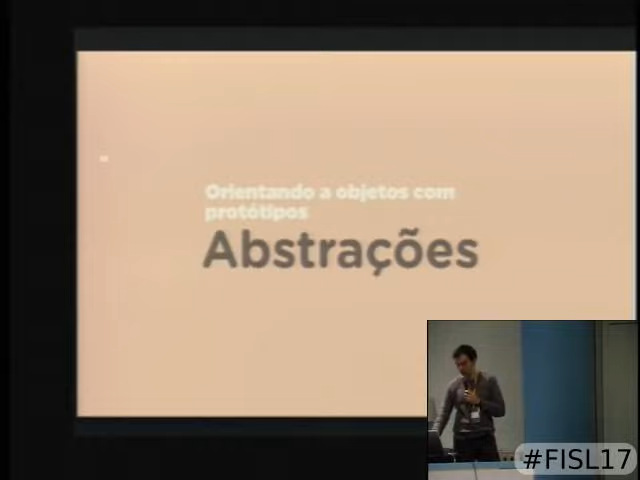 Orientando a objetos com
protótipos
Abstrações
#FISL17